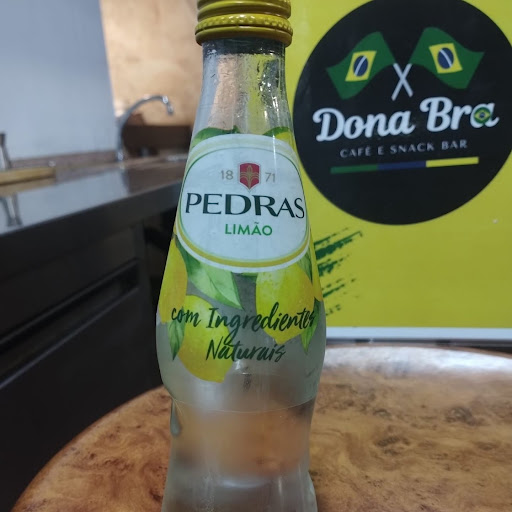 18 71
PEDRAS
LIMÃO
com Ingredientes
Naturais
Dona Bra
CAFÉ E SNACK BAR